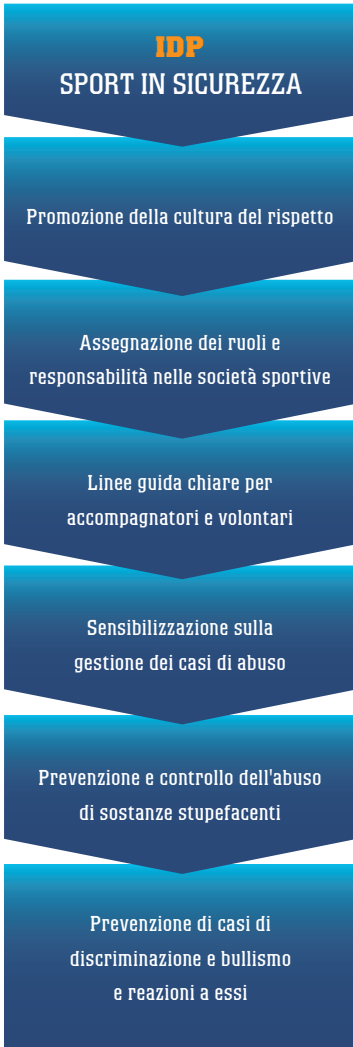 IDP
SPORT IN SICUREZZA
Promozione della cultura del rispetto
Assegnazione dei ruoli e
responsabilità nelle società sportive
Linee guida chiare per
accompagnatori e volontari
Sensibilizzazione sulla
gestione dei casi di abuso
Prevenzione e controllo dell'abuso
di sostanze stupefacenti
Prevenzione di casi di
discriminazione e bullismo
e reazioni a essi